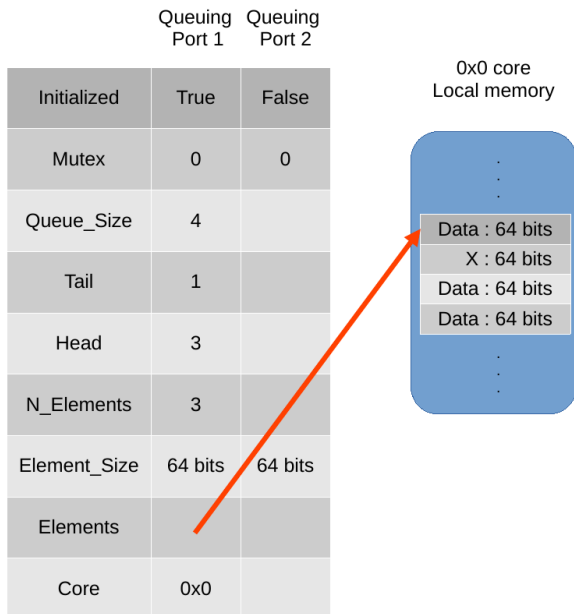 Queuing Queuing
Port 1 Port 2
Initialized True False
Mutex 0 0
Queue_Size 4
Tail 1
Head 3
N_Elements 3
Element_Size 64 bits 64 bits
Elements
Core 0x0
0x0 core
Local memory
.
.
.
Data : 64 bits
X : 64 bits
Data : 64 bits
Data : 64 bits
.
.
.